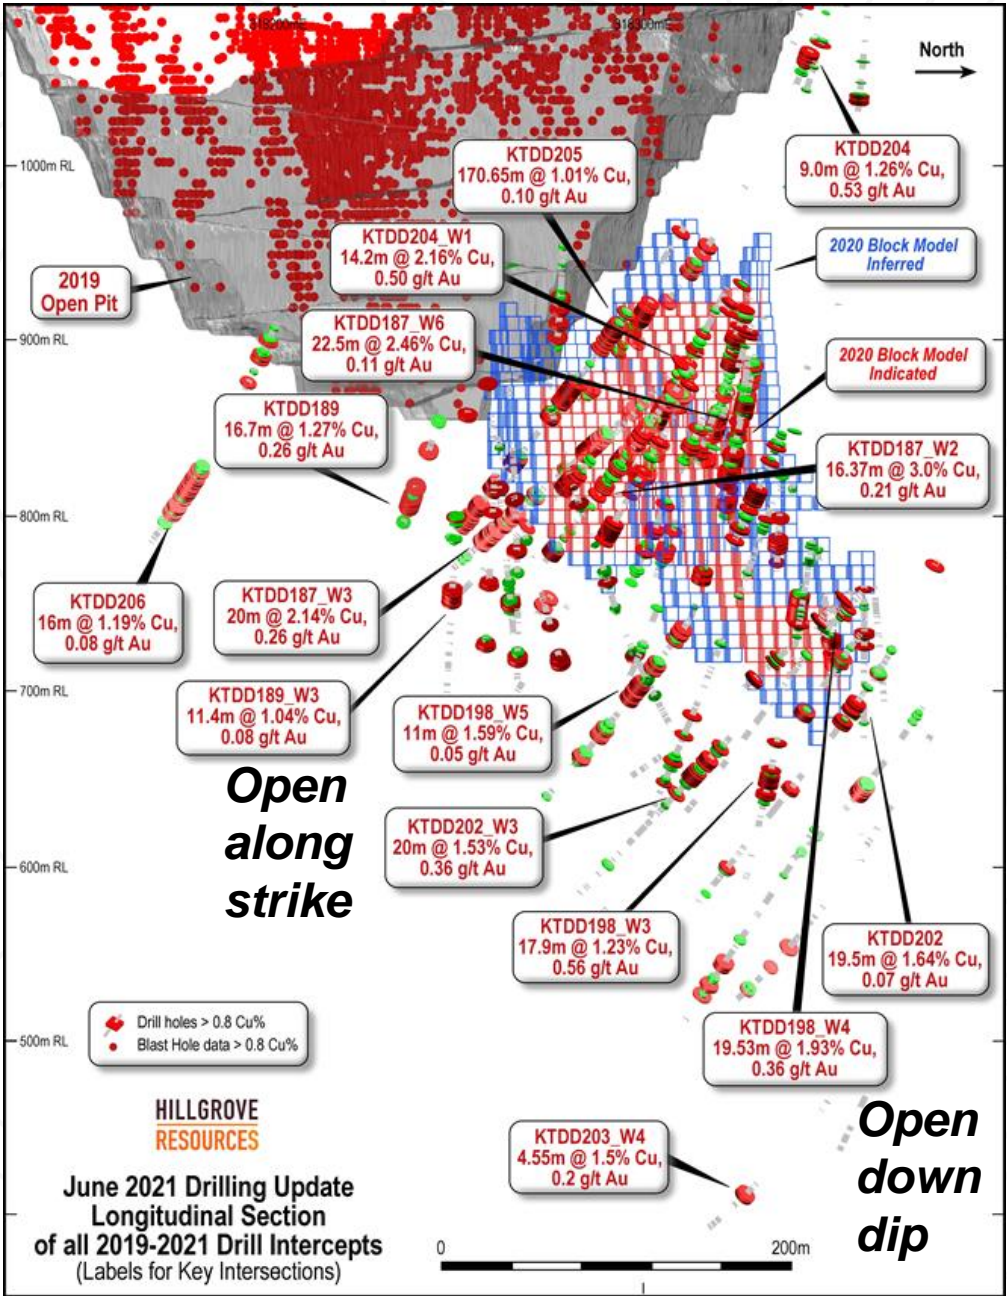 318200mE
318300mE
North
1000m RL
KTDD205
170.65m @ 1.01% Cu,
0.10 g/t Au
KTDD204
9.0m @ 1.26% Cu,
0.53 g/t Au
KTDD204_W1
14.2m @ 2.16% Cu,
0.50 g/t Au
2020 Block Model
Inferred
2019
Open Pit
900m RL
KTDD187_W6
22.5m @ 2.46% Cu,
0.11 g/t Au
2020 Block Model
Indicated
KTDD189
16.7m @ 1.27% Cu,
0.26 g/t Au
KTDD187_W2
16.37m @ 3.0% Cu,
0.21 g/t Au
800m RL
KTDD206
16m @ 1.19% Cu,
0.08 g/t Au
KTDD187_W3
20m @ 2.14% Cu,
0.26 g/t Au
700m RL
KTDD189_W3
11.4m @ 1.04% Cu,
0.08 g/t Au
KTDD198_W5
11m @ 1.59% Cu,
0.05 g/t Au
Open
along
strike
KTDD202_W3
20m @ 1.53% Cu,
0.36 g/t Au
600m RL
KTDD198_W3
17.9m @ 1.23% Cu,
0.56 g/t Au
KTDD202
19.5m @ 1.64% Cu,
0.07 g/t Au
Drill holes > 0.8 Cu%
Blast Hole data > 0.8 Cu%
500m RL
KTDD198_W4
19.53m @ 1.93% Cu,
0.36 g/t Au
HILLGROVE
RESOURCES
KTDD203_W4
4.55m @ 1.5% Cu,
0.2 g/t Au
Open
down
dip
June 2021 Drilling Update
Longitudinal Section
of all 2019-2021 Drill Intercepts
(Labels for Key Intersections)
0
200m